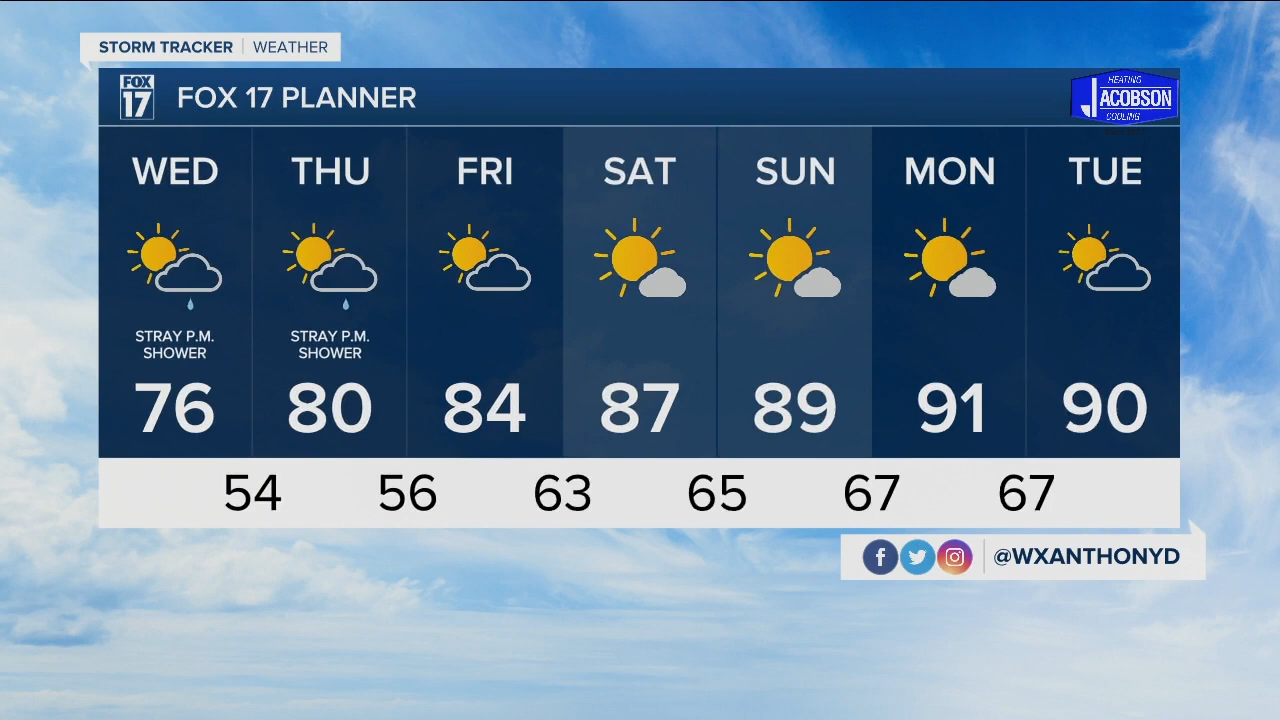 STORM TRACKER | WEATHER
FOX
17
FOX 17 PLANNER
HEATING
JACOBSON
COOLING
WED THU FRI SAT SUN MON TUE
STRAY P.M. STRAY P.M.
SHOWER SHOWER
76 80 84 87 89 91 90
54 56 63 65 67 67
@WXANTHONYD